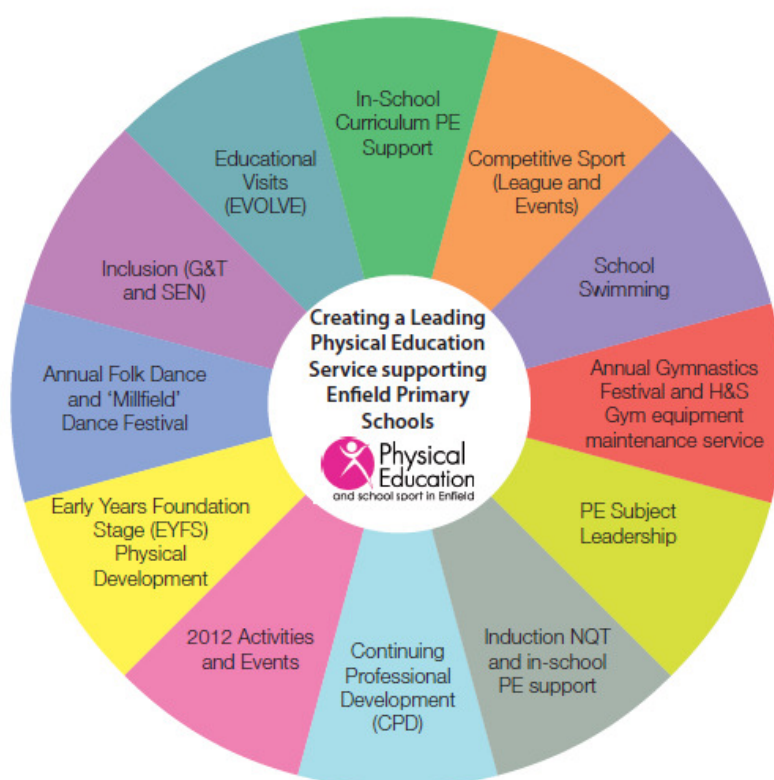 In-School
Curriculum PE
Support
Competitive Sport
(League and
Events)
School
Swimming
Annual Gymnastics
Festival and H&S
Gym equipment
maintenance service
PE Subject
Leadership
Induction NQT
and in-school
PE support
Continuing
Professional
Development
(CPD)
2012 Activities
and Events
Early Years Foundation
Stage (EYFS)
Physical
Development
Annual Folk Dance
and ‘Millfield’
Dance Festival
Inclusion (G&T
and SEN)
Educational
Visits
(EVOLVE)
Creating a Leading
Physical Education
Service supporting
Enfield Primary
Schools
Physical
Education
and school sport in Enfield